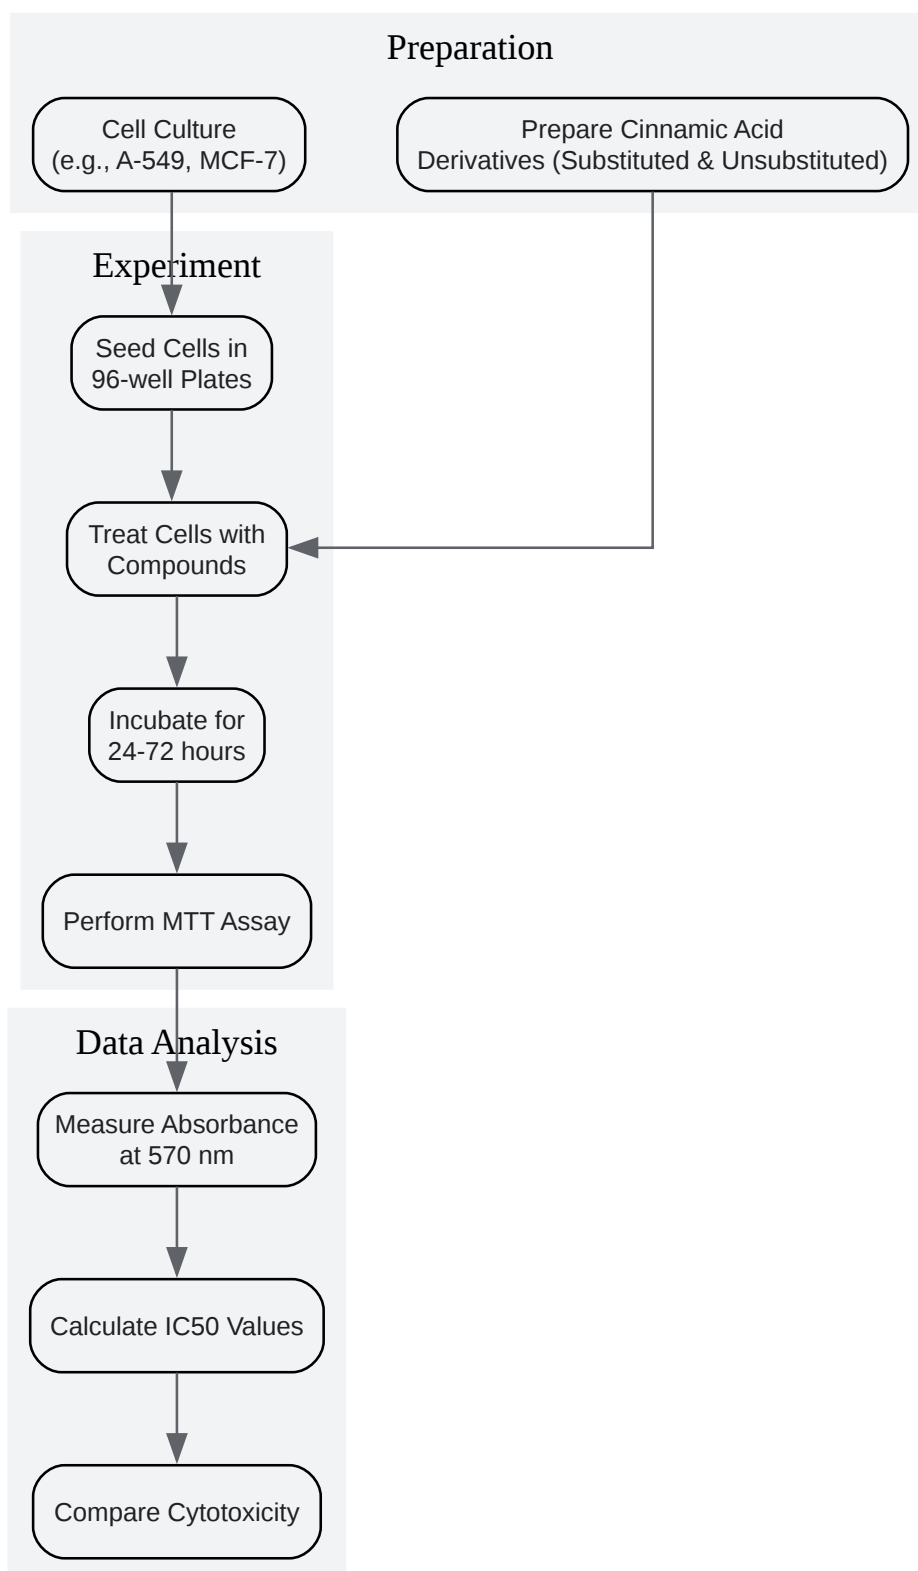 Preparation
Cell Culture
(e.g., A-549, MCF-7)
Prepare Cinnamic Acid
Derivatives (Substituted & Unsubstituted)
Experiment
Seed Cells in
96-well Plates
Treat Cells with
Compounds
Incubate for
24-72 hours
Perform MTT Assay
Data Analysis
Measure Absorbance
at 570 nm
Calculate IC50 Values
Compare Cytotoxicity